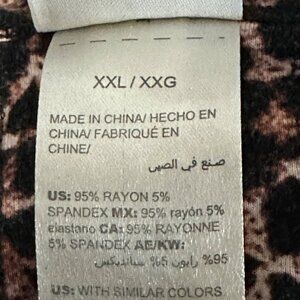 XXL / XXG
MADE IN CHINA/ HECHO EN
CHINA/ FABRIQUÉ EN
CHINE/
صنع في الصين
US: 95% RAYON 5%
SPANDEX MX: 95% rayón 5%
elastano CA: 95% RAYONNE
5% SPANDEX AE/KW:
95% رايون 5% سبانديكس
US: WITH SIMILAR COLORS